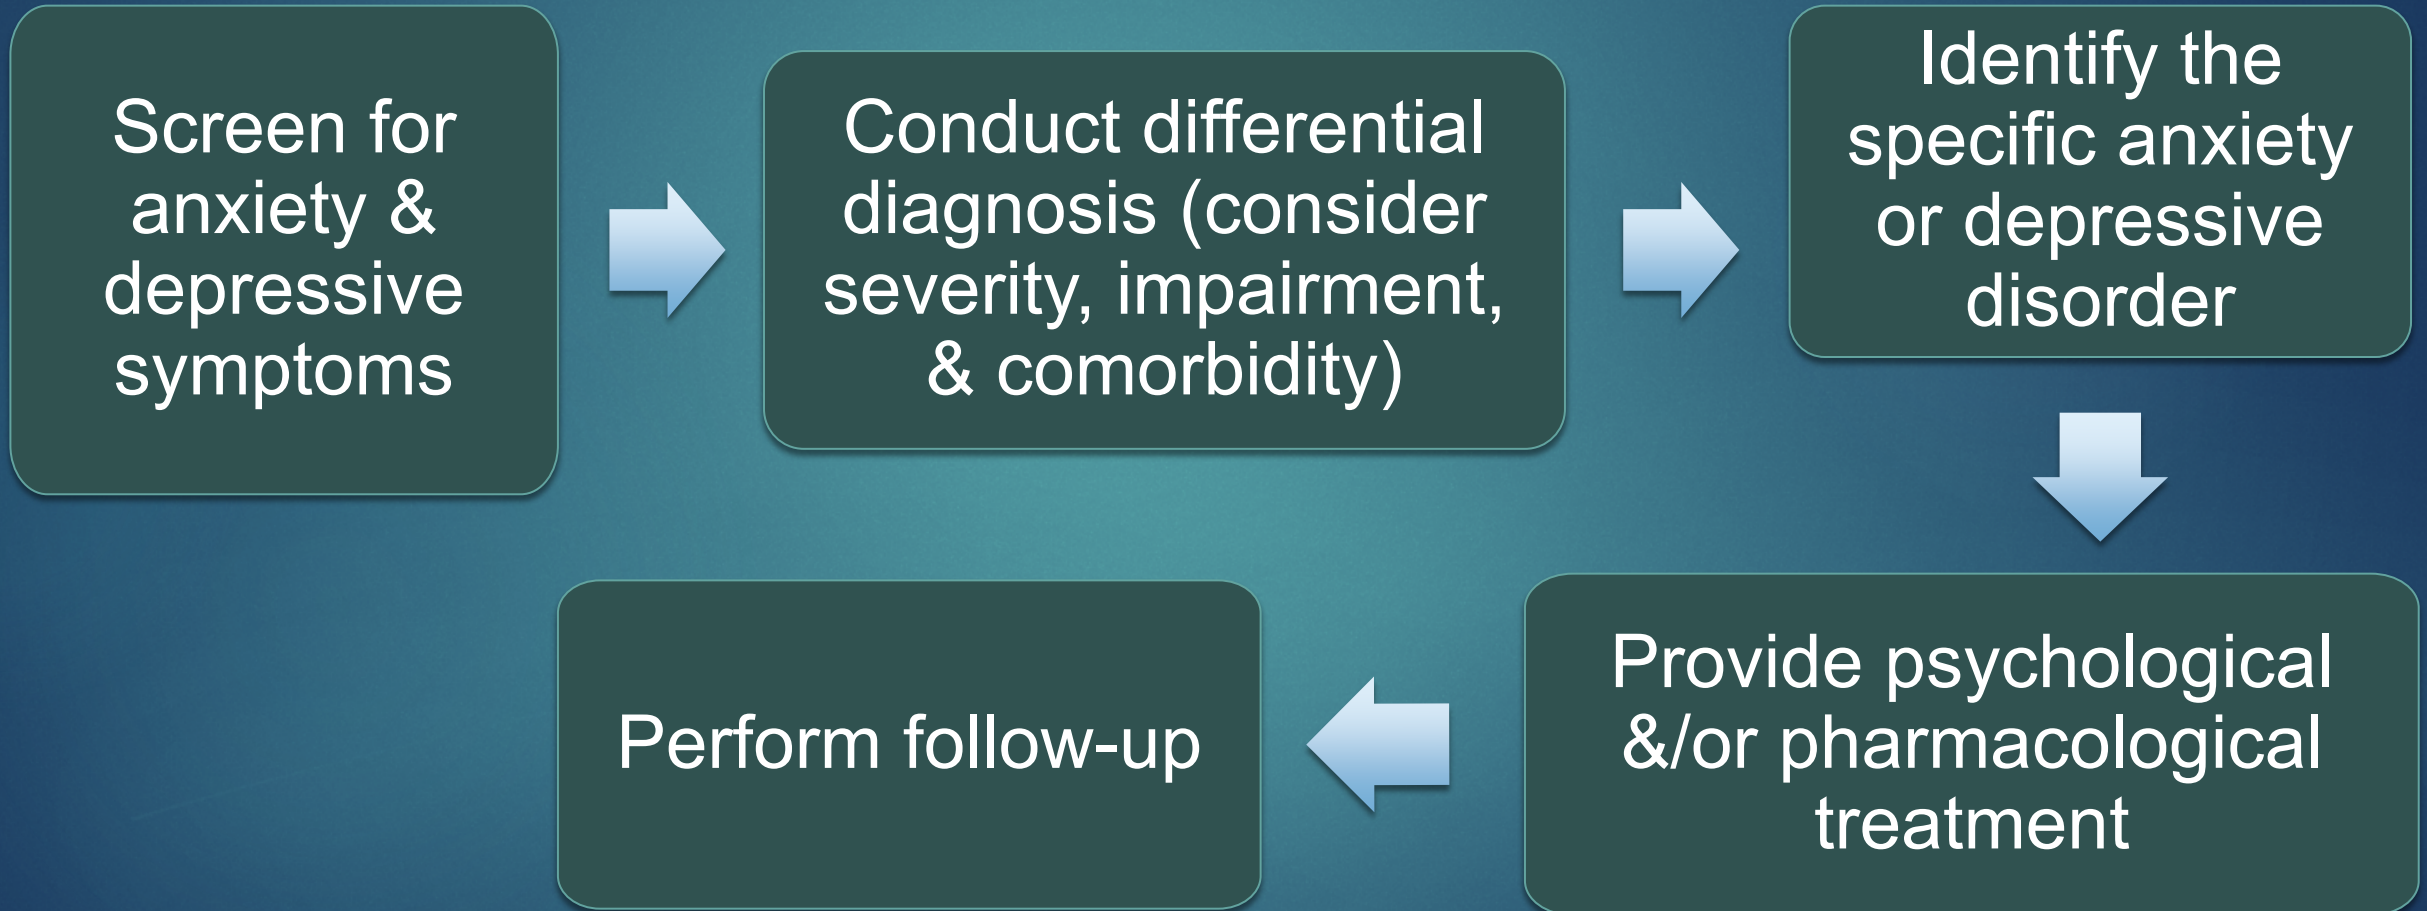 Screen for
anxiety &
depressive
symptoms
Conduct differential
diagnosis (consider
severity, impairment,
& comorbidity)
Identify the
specific anxiety
or depressive
disorder
Provide psychological
&/or pharmacological
treatment
Perform follow-up